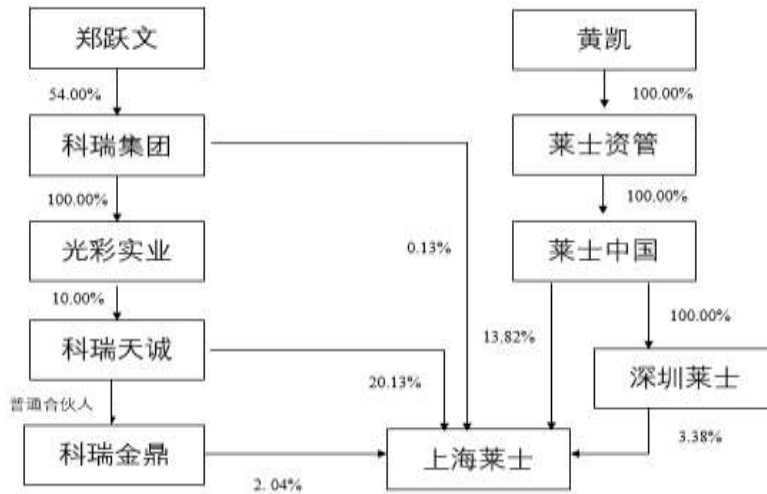 郑跃文
黄凯
54.00%
100.00%
科瑞集团
莱士资管
100.00%
100.00%
光彩实业
0.13%
莱士中国
10.00%
13.82%
100.00%
科瑞天诚
20.13%
深圳莱士
普通合伙人
科瑞金鼎
上海莱士
3.38%
2. 04%